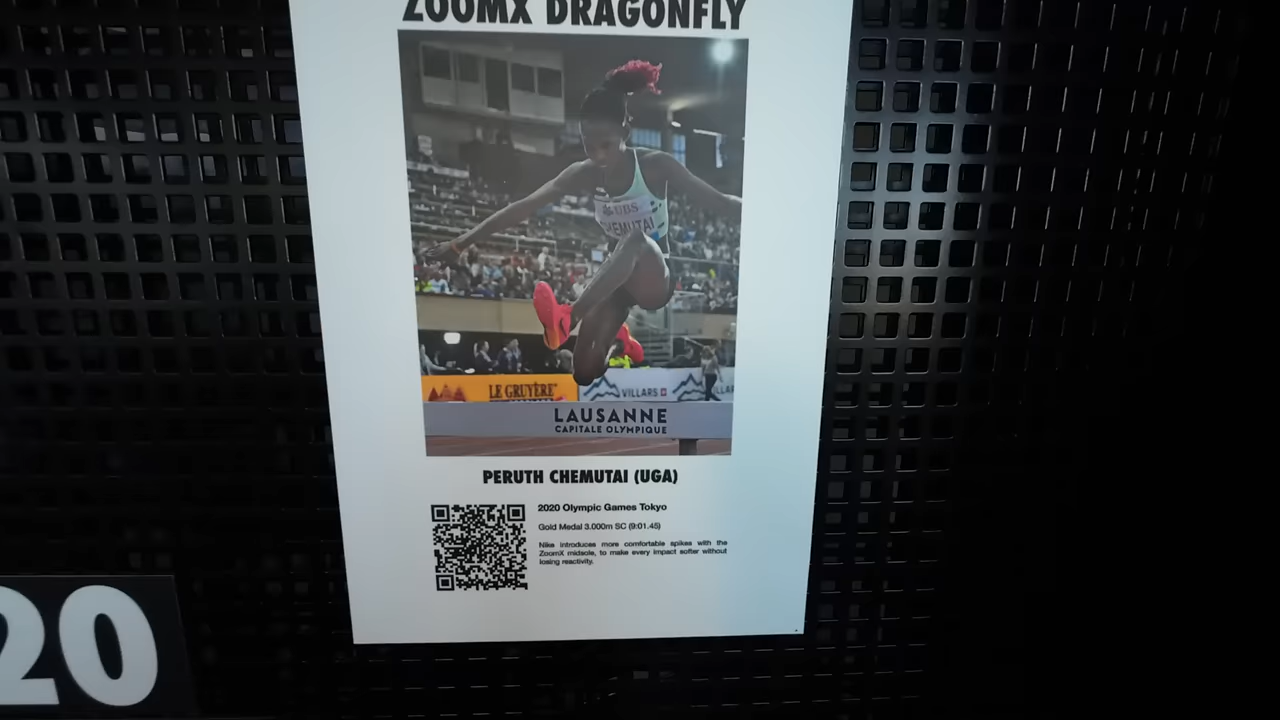 ZOOMX DRAGONFLY
UBS
CHEMUTAI
LE GRUYÈRE
VILLARS
LAUSANNE
CAPITALE OLYMPIQUE
PERUTH CHEMUTAI (UGA)
2020 Olympic Games Tokyo
Gold Medal 3.000m SC (9:01.45)
Nike introduces more comfortable spikes with the
ZoomX midsole, to make every impact softer without
losing reactivity.
20